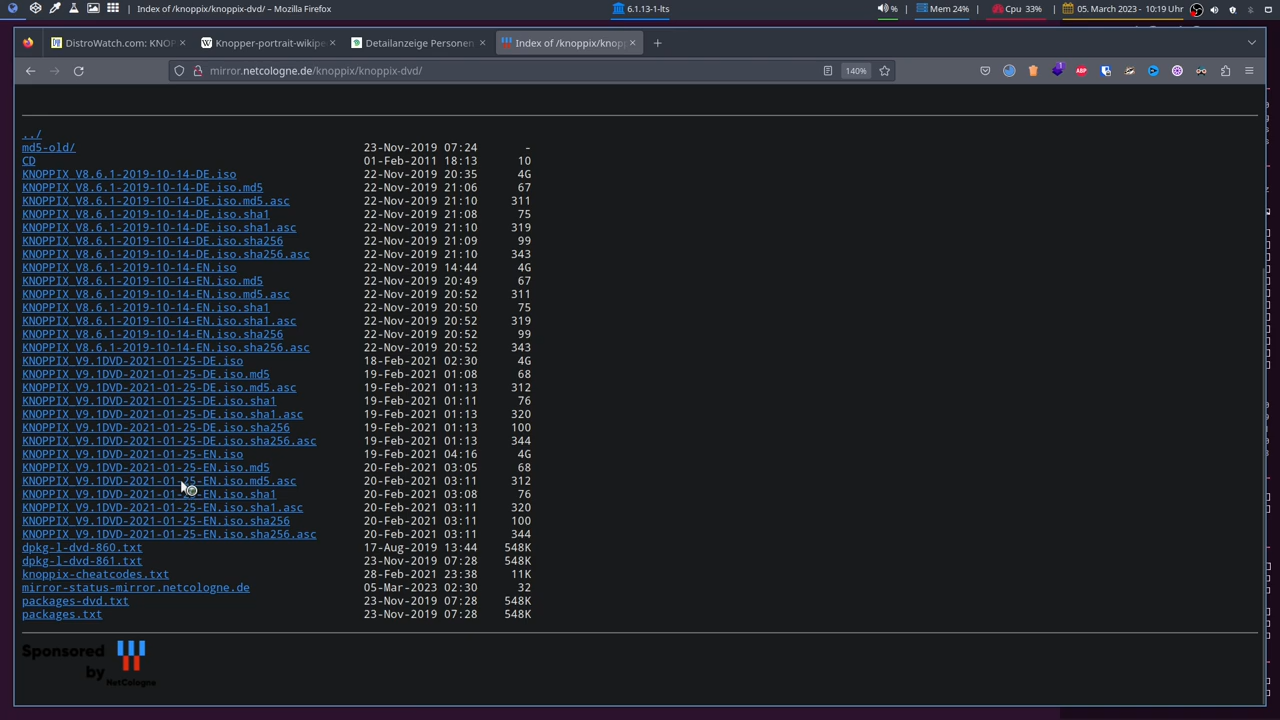 Index of /knoppix/knoppix-dvd/ – Mozilla Firefox
6.1.13-1-lts
%
Mem 24%
Cpu 33%
05. March 2023 - 10:19 Uhr
DistroWatch.com: KNOP
Knopper-portrait-wikipe
Detailanzeige Personen
Index of /knoppix/knopp
mirror.netcologne.de/knoppix/knoppix-dvd/
140%
../
md5-old/ 23-Nov-2019 07:24 -
CD 01-Feb-2011 18:13 10
KNOPPIX_V8.6.1-2019-10-14-DE.iso 22-Nov-2019 20:35 4G
KNOPPIX_V8.6.1-2019-10-14-DE.iso.md5 22-Nov-2019 21:06 67
KNOPPIX_V8.6.1-2019-10-14-DE.iso.md5.asc 22-Nov-2019 21:10 311
KNOPPIX_V8.6.1-2019-10-14-DE.iso.sha1 22-Nov-2019 21:08 75
KNOPPIX_V8.6.1-2019-10-14-DE.iso.sha1.asc 22-Nov-2019 21:10 319
KNOPPIX_V8.6.1-2019-10-14-DE.iso.sha256 22-Nov-2019 21:09 99
KNOPPIX_V8.6.1-2019-10-14-DE.iso.sha256.asc 22-Nov-2019 21:10 343
KNOPPIX_V8.6.1-2019-10-14-EN.iso 22-Nov-2019 14:44 4G
KNOPPIX_V8.6.1-2019-10-14-EN.iso.md5 22-Nov-2019 20:49 67
KNOPPIX_V8.6.1-2019-10-14-EN.iso.md5.asc 22-Nov-2019 20:52 311
KNOPPIX_V8.6.1-2019-10-14-EN.iso.sha1 22-Nov-2019 20:50 75
KNOPPIX_V8.6.1-2019-10-14-EN.iso.sha1.asc 22-Nov-2019 20:52 319
KNOPPIX_V8.6.1-2019-10-14-EN.iso.sha256 22-Nov-2019 20:52 99
KNOPPIX_V8.6.1-2019-10-14-EN.iso.sha256.asc 22-Nov-2019 20:52 343
KNOPPIX_V9.1DVD-2021-01-25-DE.iso 18-Feb-2021 02:30 4G
KNOPPIX_V9.1DVD-2021-01-25-DE.iso.md5 19-Feb-2021 01:08 68
KNOPPIX_V9.1DVD-2021-01-25-DE.iso.md5.asc 19-Feb-2021 01:13 312
KNOPPIX_V9.1DVD-2021-01-25-DE.iso.sha1 19-Feb-2021 01:11 76
KNOPPIX_V9.1DVD-2021-01-25-DE.iso.sha1.asc 19-Feb-2021 01:13 320
KNOPPIX_V9.1DVD-2021-01-25-DE.iso.sha256 19-Feb-2021 01:13 100
KNOPPIX_V9.1DVD-2021-01-25-DE.iso.sha256.asc 19-Feb-2021 01:13 344
KNOPPIX_V9.1DVD-2021-01-25-EN.iso 19-Feb-2021 04:16 4G
KNOPPIX_V9.1DVD-2021-01-25-EN.iso.md5 20-Feb-2021 03:05 68
KNOPPIX_V9.1DVD-2021-01-25-EN.iso.md5.asc 20-Feb-2021 03:11 312
KNOPPIX_V9.1DVD-2021-01-25-EN.iso.sha1 20-Feb-2021 03:08 76
KNOPPIX_V9.1DVD-2021-01-25-EN.iso.sha1.asc 20-Feb-2021 03:11 320
KNOPPIX_V9.1DVD-2021-01-25-EN.iso.sha256 20-Feb-2021 03:11 100
KNOPPIX_V9.1DVD-2021-01-25-EN.iso.sha256.asc 20-Feb-2021 03:11 344
dpkg-l-dvd-860.txt 17-Aug-2019 13:44 548K
dpkg-l-dvd-861.txt 23-Nov-2019 07:28 548K
knoppix-cheatcodes.txt 28-Feb-2021 23:38 11K
mirror-status-mirror.netcologne.de 05-Mar-2023 02:30 32
packages-dvd.txt 23-Nov-2019 07:28 548K
packages.txt 23-Nov-2019 07:28 548K
Sponsored
by
NetCologne